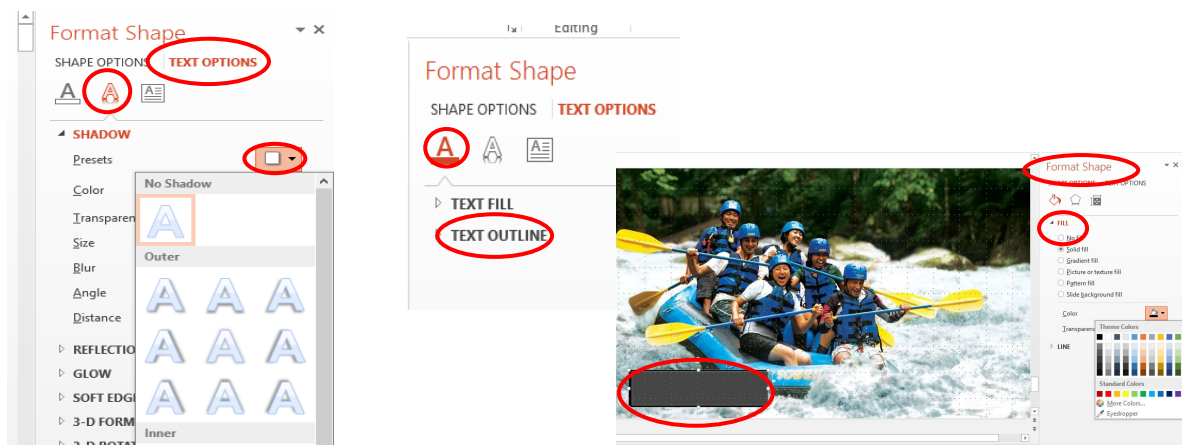 Format Shape
SHAPE OPTIONS TEXT OPTIONS
SHADOW
Presets
Color
No Shadow
Transparen
Size
Outer
Blur
Angle
Distance
REFLECTIO
GLOW
SOFT EDG
3-D FORM
Inner
3-D ROTAT
Editing
Format Shape
SHAPE OPTIONS TEXT OPTIONS
TEXT FILL
TEXT OUTLINE
Format Shape
OPTIONS
FILL
Solid fill
Gradient fill
Picture or texture fill
Pattern fill
Slide background fill
Color
Transparen
Theme Colors
LINE
Standard Colors
More Colors...
Eyedropper